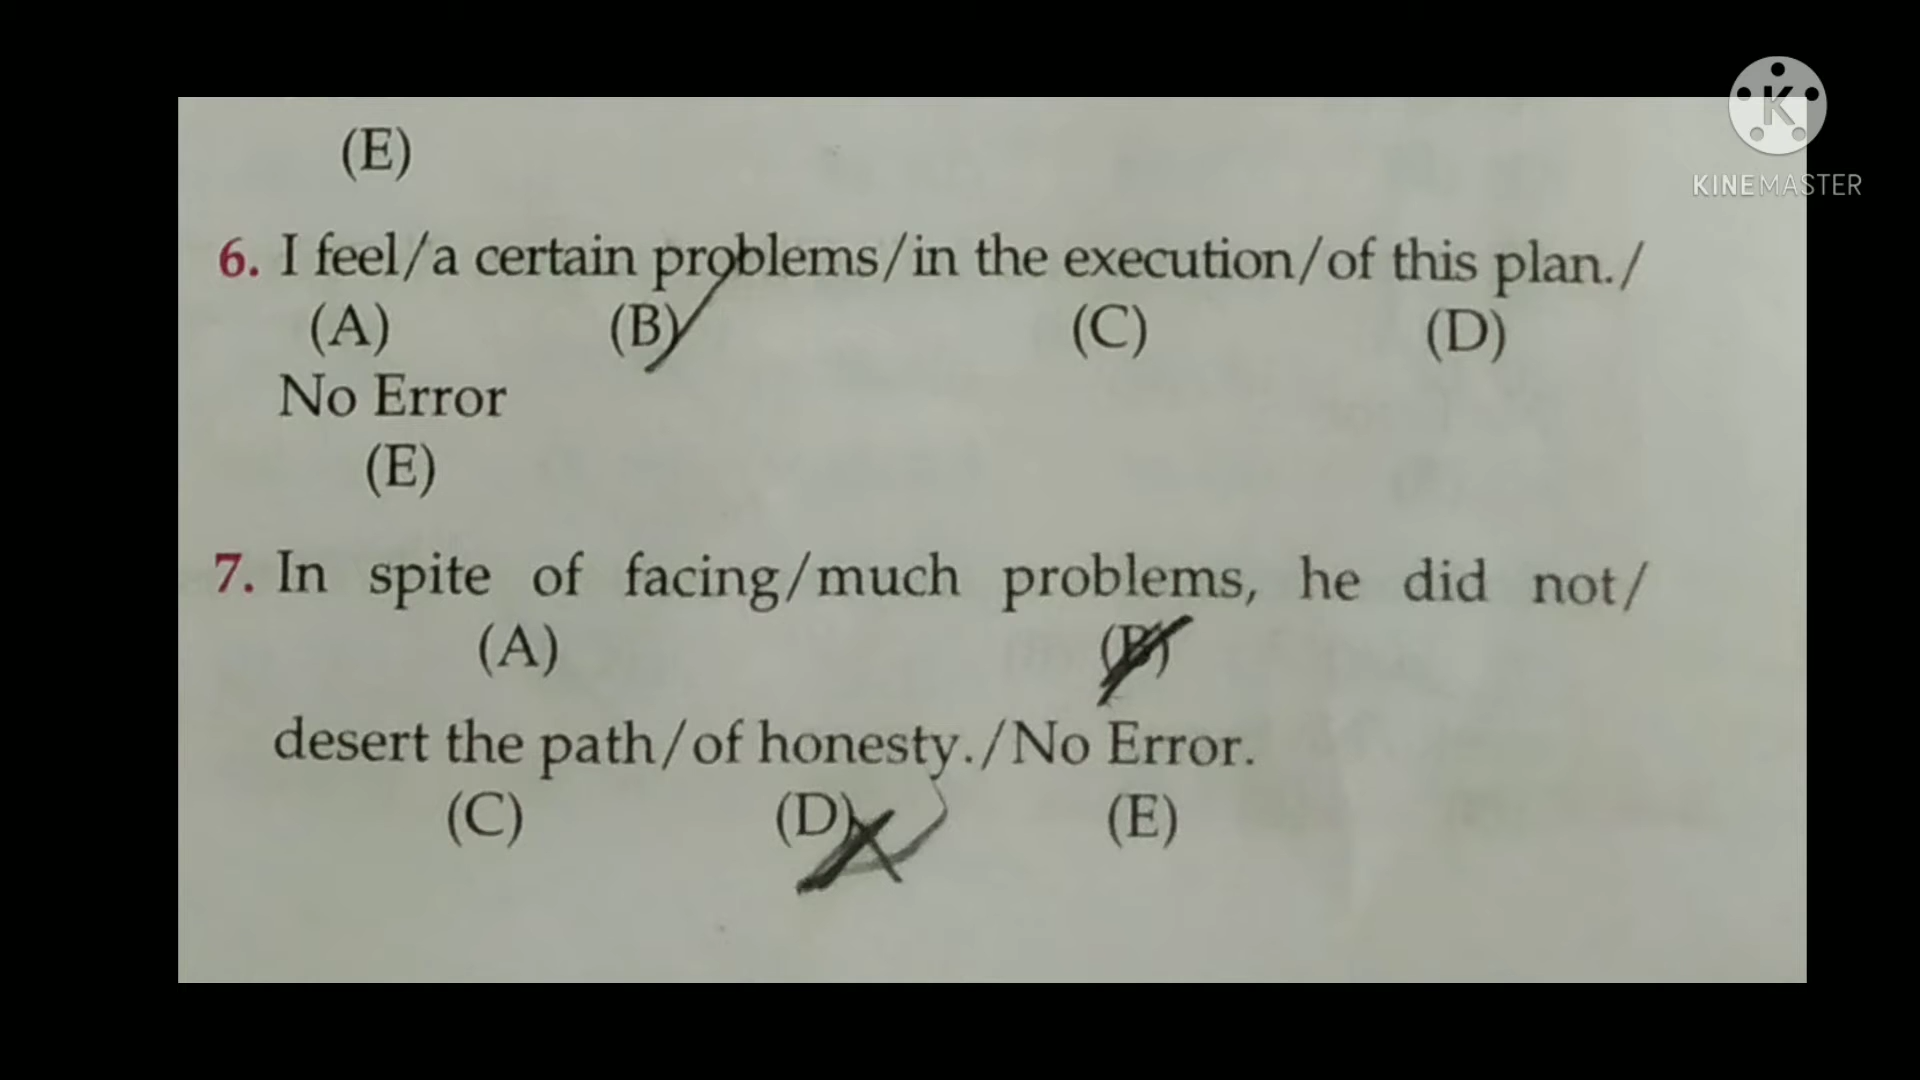 K
KINEMASTER
(E)
6. I feel/a certain problems/in the execution/of this plan./
(A) (B) (C) (D)
No Error
(E)
7. In spite of facing/much problems, he did not/
(A) (B)
desert the path/of honesty./No Error.
(C) (D) (E)